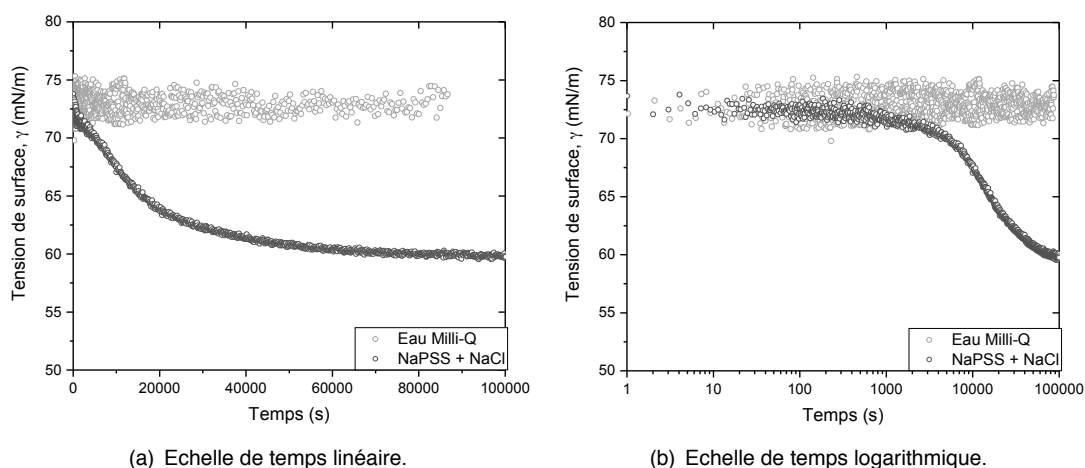 80
75
70
65
60
55
50
Tension de surface, γ (mN/m)
0
20000
40000
60000
80000
100000
Temps (s)
Eau Milli-Q
NaPSS + NaCl
(a) Echelle de temps linéaire.
80
75
70
65
60
55
50
Tension de surface, γ (mN/m)
1
10
100
1000
10000
100000
Temps (s)
Eau Milli-Q
NaPSS + NaCl
(b) Echelle de temps logarithmique.